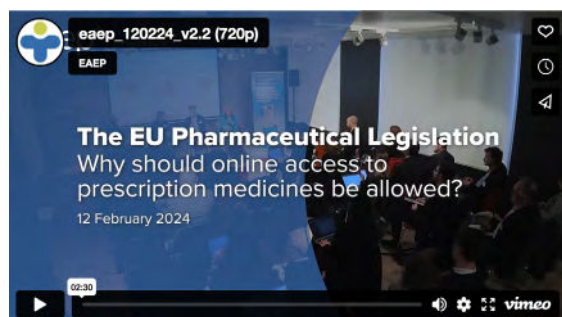 eaep_120224_v2.2 (720p)
EAEP
The EU Pharmaceutical Legislation
Why should online access to
prescription medicines be allowed?
12 February 2024
02:30
vimeo